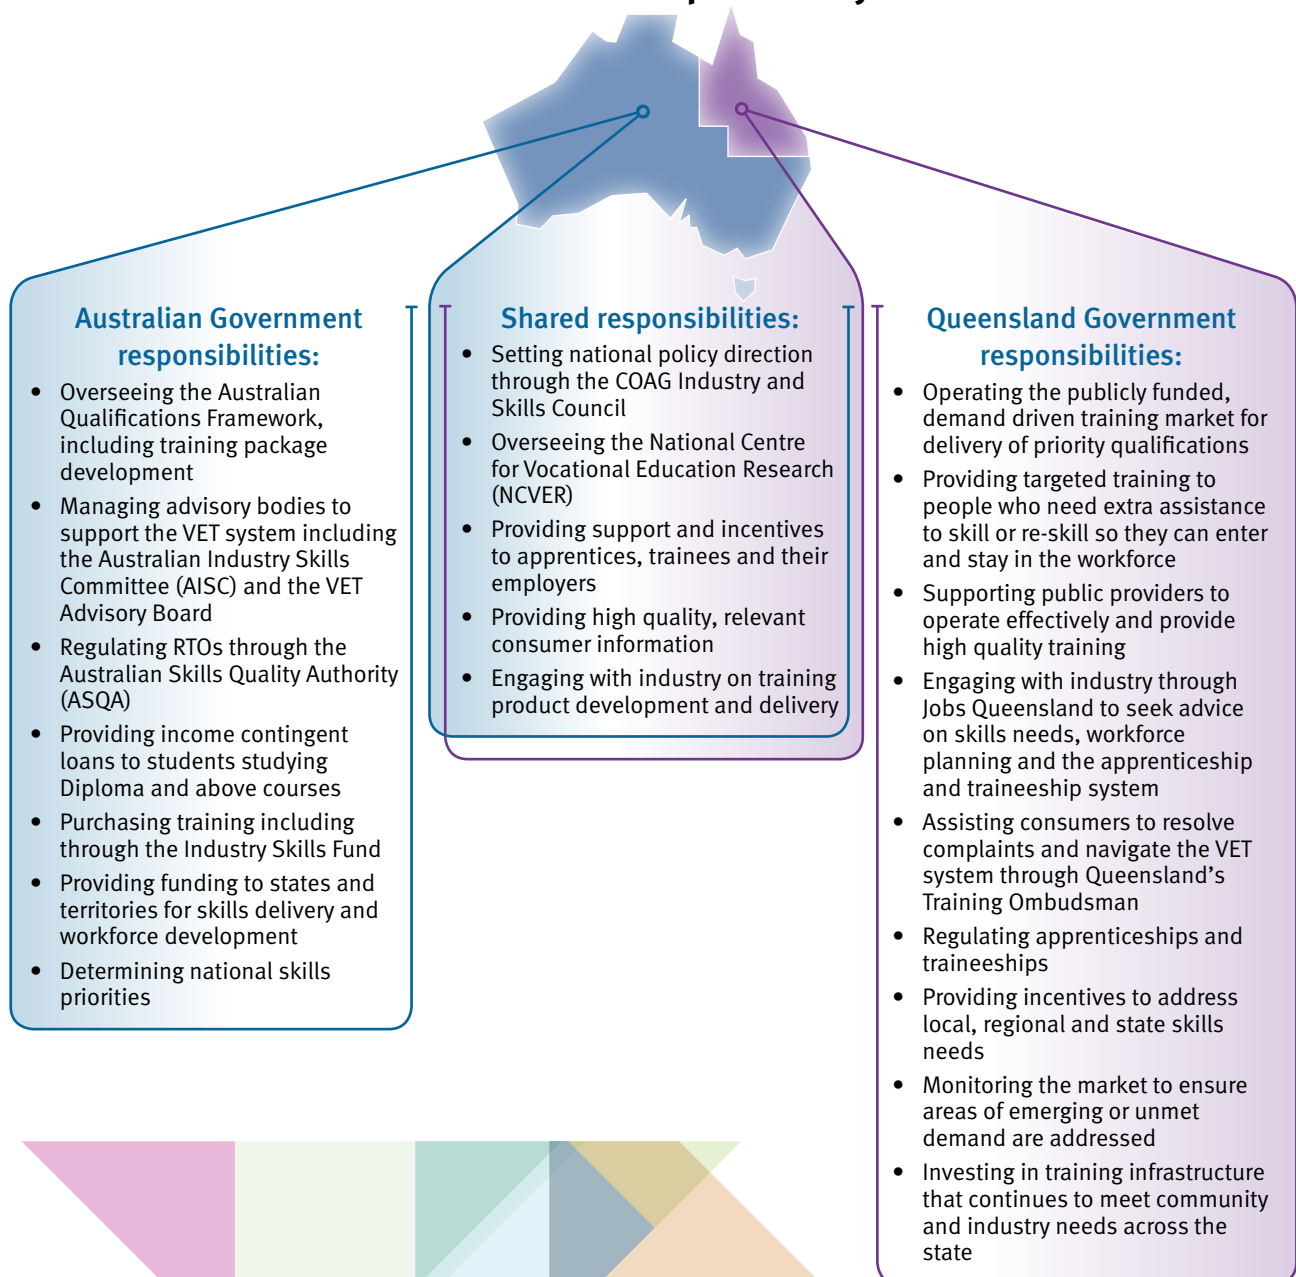 Australian Government
responsibilities:
• Overseeing the Australian
Qualifications Framework,
including training package
development
• Managing advisory bodies to
support the VET system including
the Australian Industry Skills
Committee (AISC) and the VET
Advisory Board
• Regulating RTOs through the
Australian Skills Quality Authority
(ASQA)
• Providing income contingent
loans to students studying
Diploma and above courses
• Purchasing training including
through the Industry Skills Fund
• Providing funding to states and
territories for skills delivery and
workforce development
• Determining national skills
priorities
Shared responsibilities:
• Setting national policy direction
through the COAG Industry and
Skills Council
• Overseeing the National Centre
for Vocational Education Research
(NCVER)
• Providing support and incentives
to apprentices, trainees and their
employers
• Providing high quality, relevant
consumer information
• Engaging with industry on training
product development and delivery
Queensland Government
responsibilities:
• Operating the publicly funded,
demand driven training market for
delivery of priority qualifications
• Providing targeted training to
people who need extra assistance
to skill or re-skill so they can enter
and stay in the workforce
• Supporting public providers to
operate effectively and provide
high quality training
• Engaging with industry through
Jobs Queensland to seek advice
on skills needs, workforce
planning and the apprenticeship
and traineeship system
• Assisting consumers to resolve
complaints and navigate the VET
system through Queensland’s
Training Ombudsman
• Regulating apprenticeships and
traineeships
• Providing incentives to address
local, regional and state skills
needs
• Monitoring the market to ensure
areas of emerging or unmet
demand are addressed
• Investing in training infrastructure
that continues to meet community
and industry needs across the
state